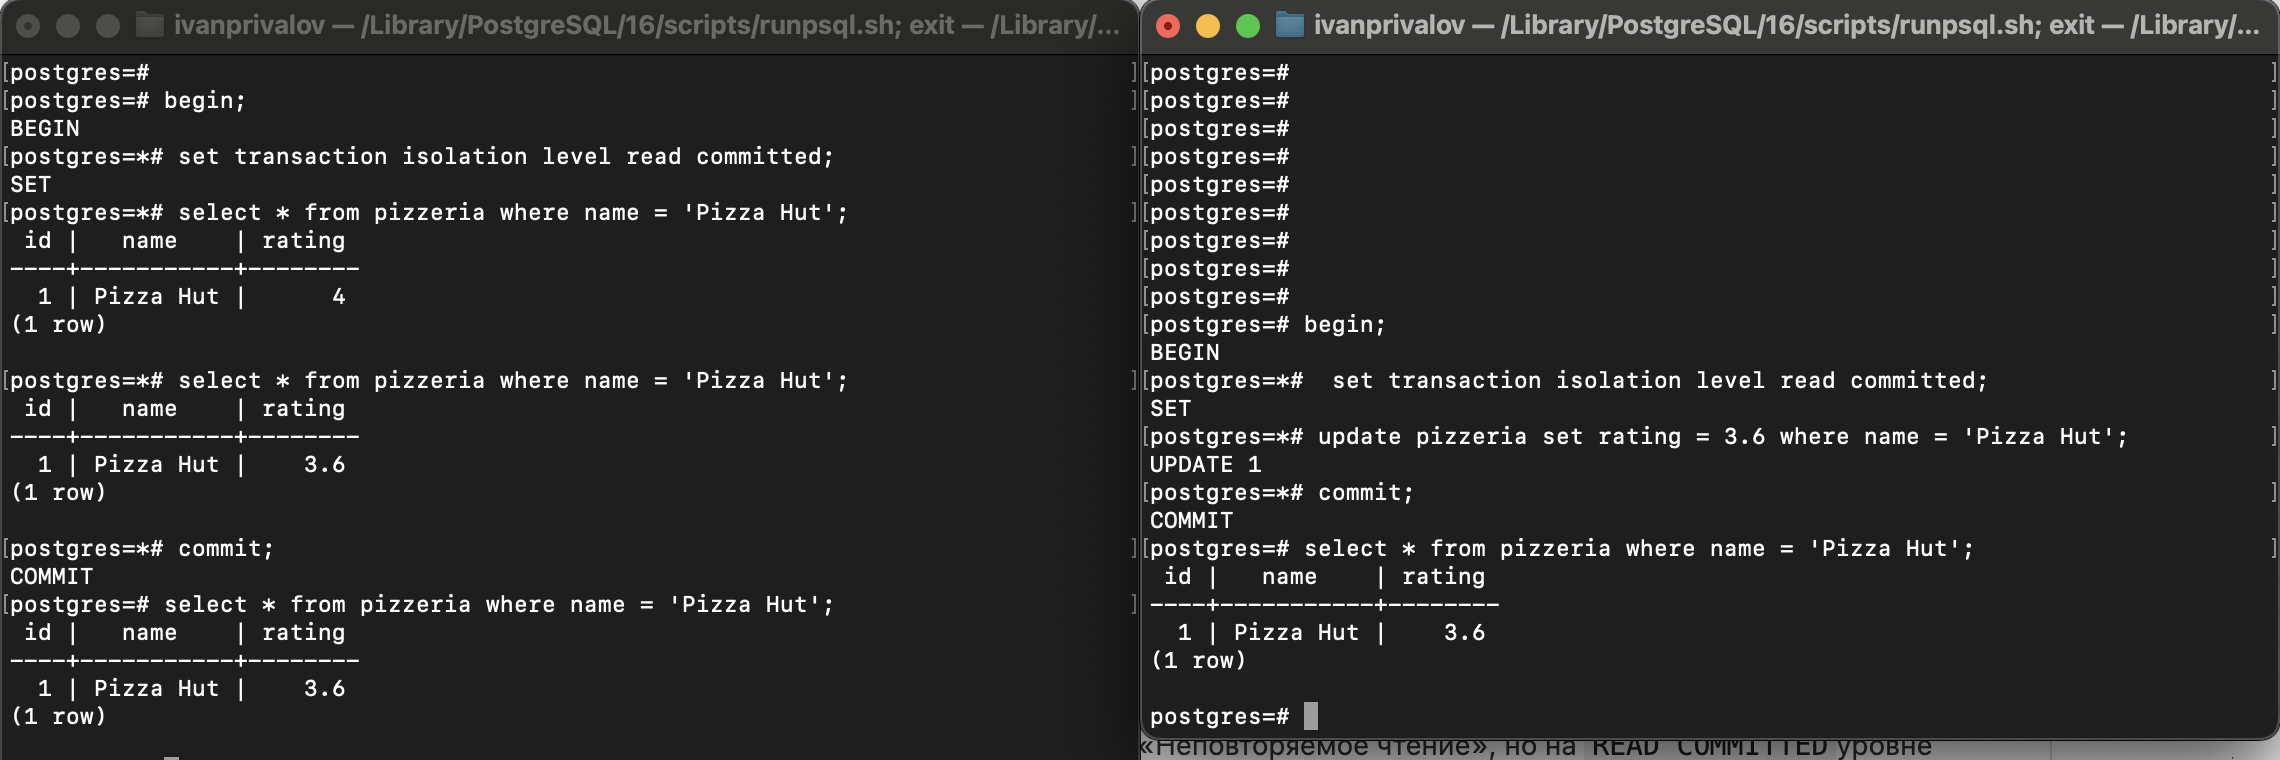 ivanprivalov — /Library/PostgreSQL/16/scripts/runpsql.sh; exit — /Library/...
[postgres=# ]
[postgres=# begin; ]
BEGIN
[postgres=*# set transaction isolation level read committed; ]
SET
[postgres=*# select * from pizzeria where name = 'Pizza Hut'; ]
 id |   name    | rating
----+-----------+--------
  1 | Pizza Hut |      4
(1 row)

[postgres=*# select * from pizzeria where name = 'Pizza Hut'; ]
 id |   name    | rating
----+-----------+--------
  1 | Pizza Hut |    3.6
(1 row)

[postgres=*# commit; ]
COMMIT
[postgres=# select * from pizzeria where name = 'Pizza Hut'; ]
 id |   name    | rating
----+-----------+--------
  1 | Pizza Hut |    3.6
(1 row)

ivanprivalov — /Library/PostgreSQL/16/scripts/runpsql.sh; exit — /Library/...
[postgres=# ]
[postgres=# ]
[postgres=# ]
[postgres=# ]
[postgres=# ]
[postgres=# ]
[postgres=# ]
[postgres=# ]
[postgres=# ]
[postgres=# begin; ]
BEGIN
[postgres=*#  set transaction isolation level read committed; ]
SET
[postgres=*# update pizzeria set rating = 3.6 where name = 'Pizza Hut'; ]
UPDATE 1
[postgres=*# commit; ]
COMMIT
[postgres=# select * from pizzeria where name = 'Pizza Hut'; ]
 id |   name    | rating
----+-----------+--------
  1 | Pizza Hut |    3.6
(1 row)

postgres=#
«Неповторяемое чтение», но на READ COMMITTED уровне